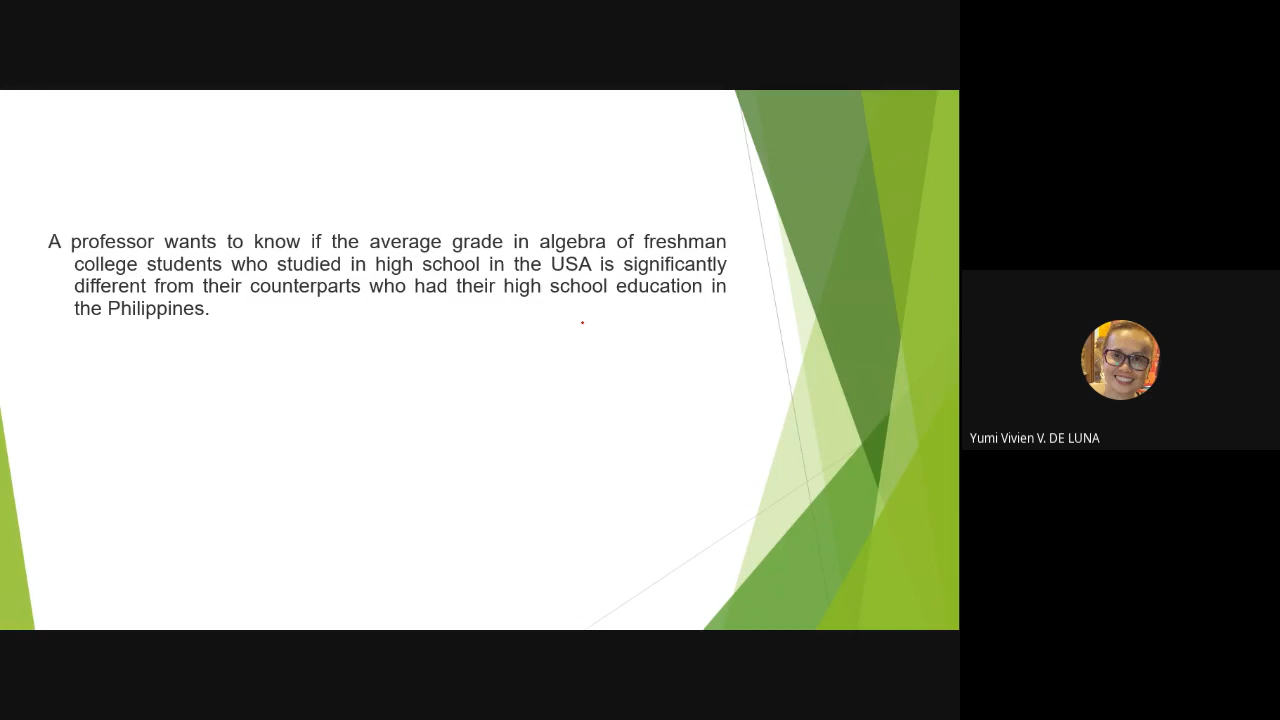 A professor wants to know if the average grade in algebra of freshman
college students who studied in high school in the USA is significantly
different from their counterparts who had their high school education in
the Philippines.
Yumi Vivien V. DE LUNA